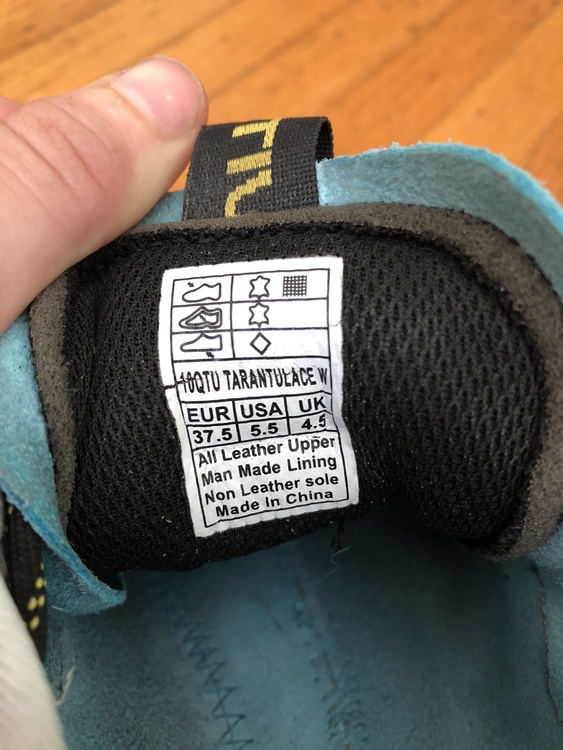 10QTU TARANTULACE W
EUR USA UK
37.5 5.5 4.5
All Leather Upper
Man Made Lining
Non Leather sole
Made In China